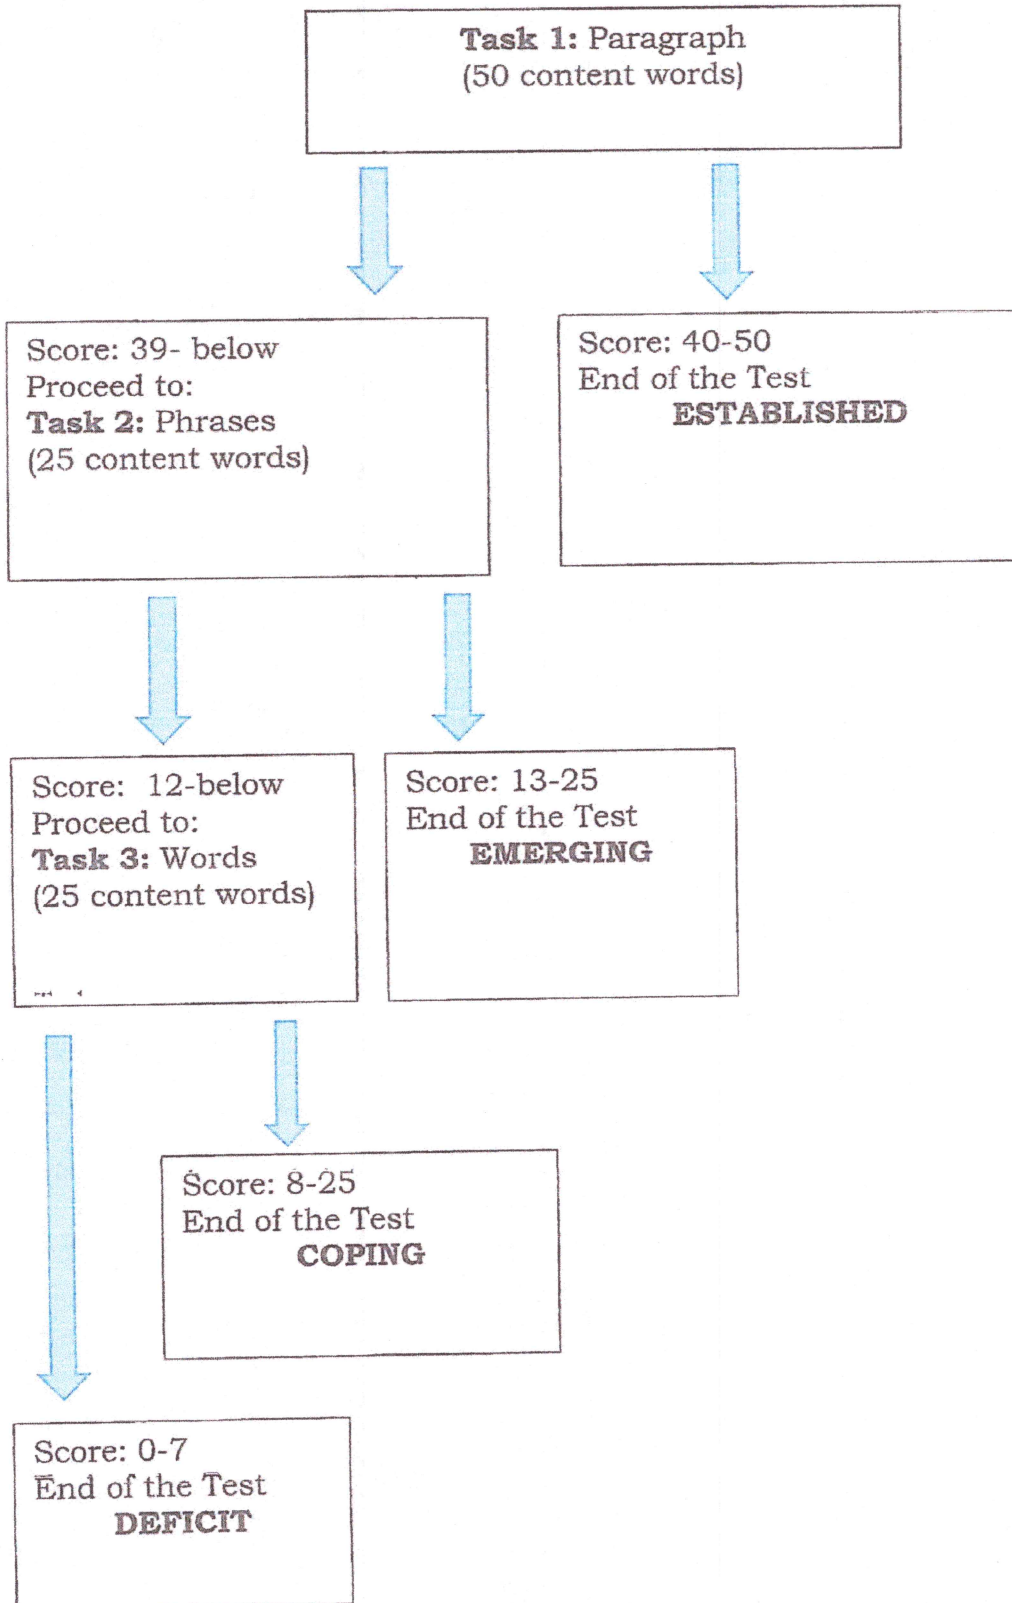 Task 1: Paragraph
(50 content words)
Score: 39- below
Proceed to:
Task 2: Phrases
(25 content words)
Score: 40-50
End of the Test
ESTABLISHED
Score: 12-below
Proceed to:
Task 3: Words
(25 content words)
Score: 13-25
End of the Test
EMERGING
Score: 8-25
End of the Test
COPING
Score: 0-7
End of the Test
DEFICIT